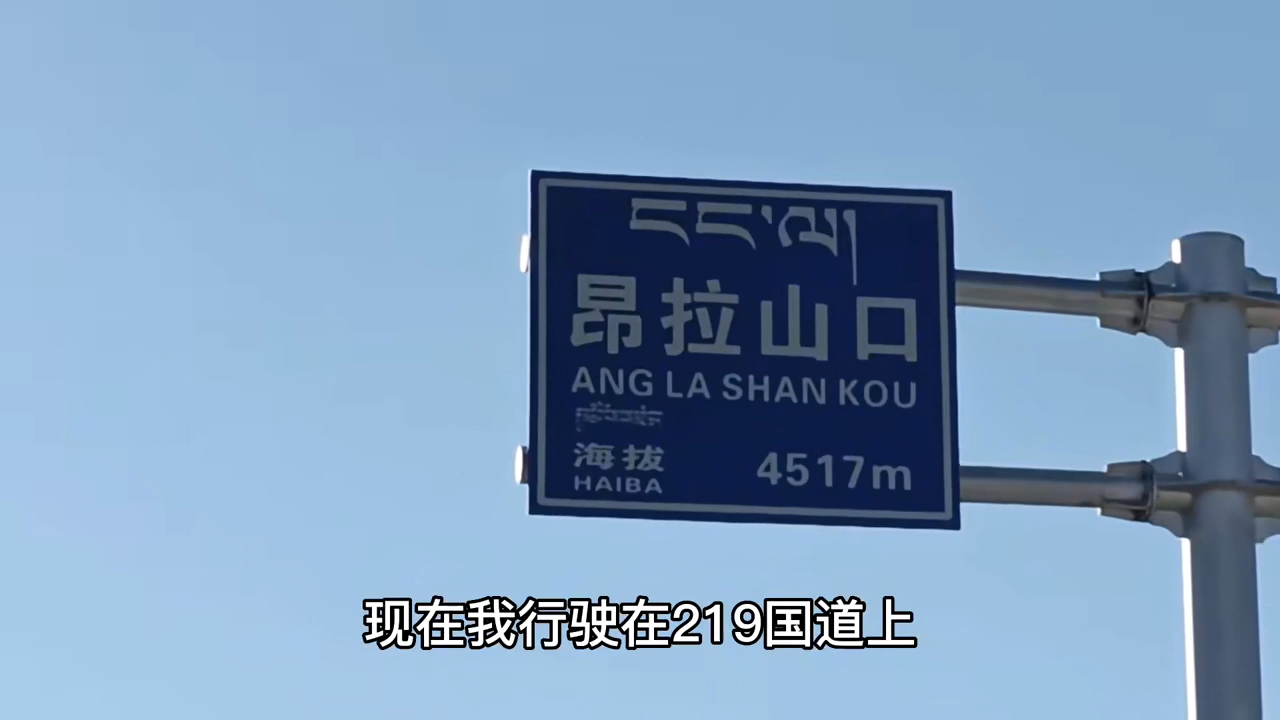 ངང་ལ།
昂拉山口
ANG LA SHAN KOU
海拔
HAIBA
4517m
现在我行驶在219国道上